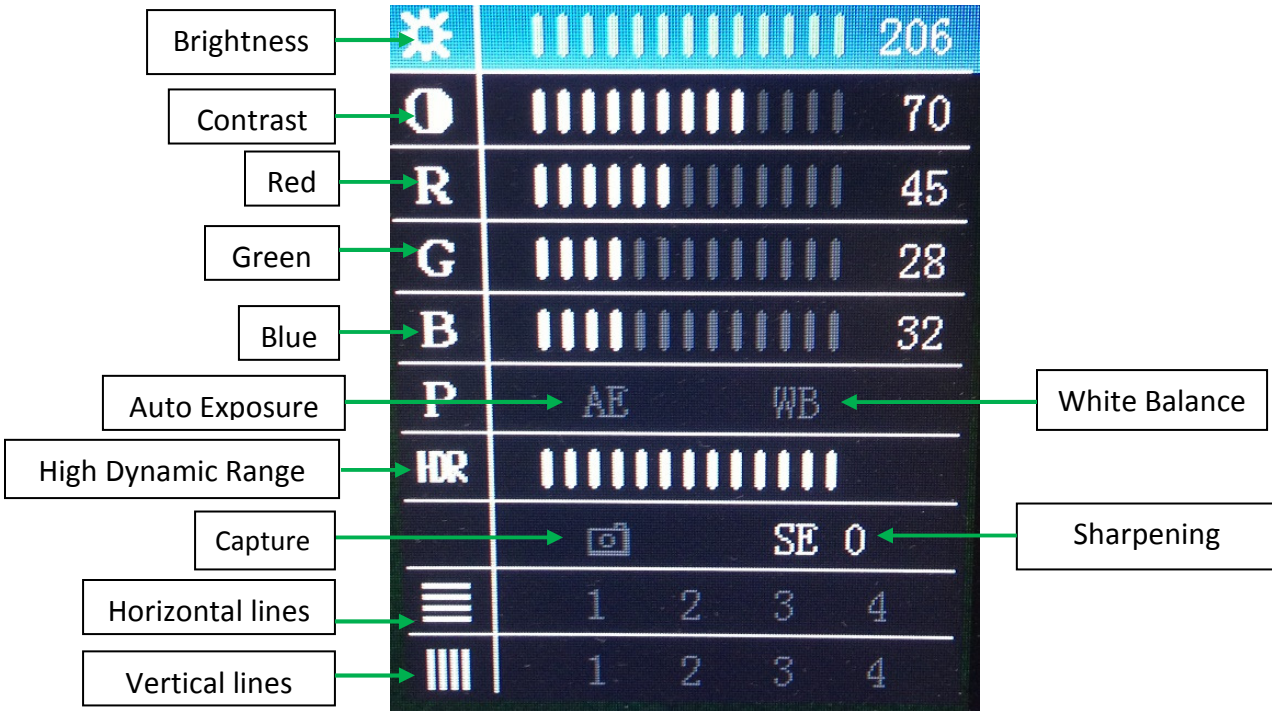 Brightness 206
Contrast 70
Red R 45
Green G 28
Blue B 32
Auto Exposure P AE WB White Balance
High Dynamic Range HDR
Capture SE 0 Sharpening
Horizontal lines 1 2 3 4
Vertical lines 1 2 3 4